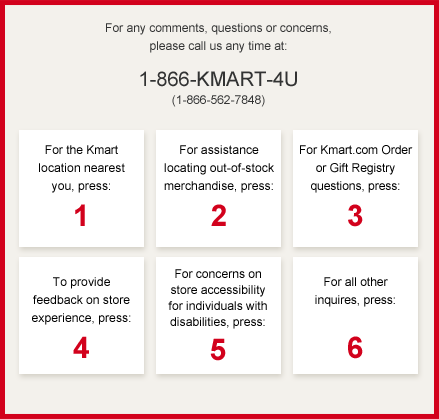 For any comments, questions or concerns,
please call us any time at:
1-866-KMART-4U
(1-866-562-7848)
For the Kmart
location nearest
you, press:
1
For assistance
locating out-of-stock
merchandise, press:
2
For Kmart.com Order
or Gift Registry
questions, press:
3
To provide
feedback on store
experience, press:
4
For concerns on
store accessibility
for individuals with
disabilities, press:
5
For all other
inquires, press:
6